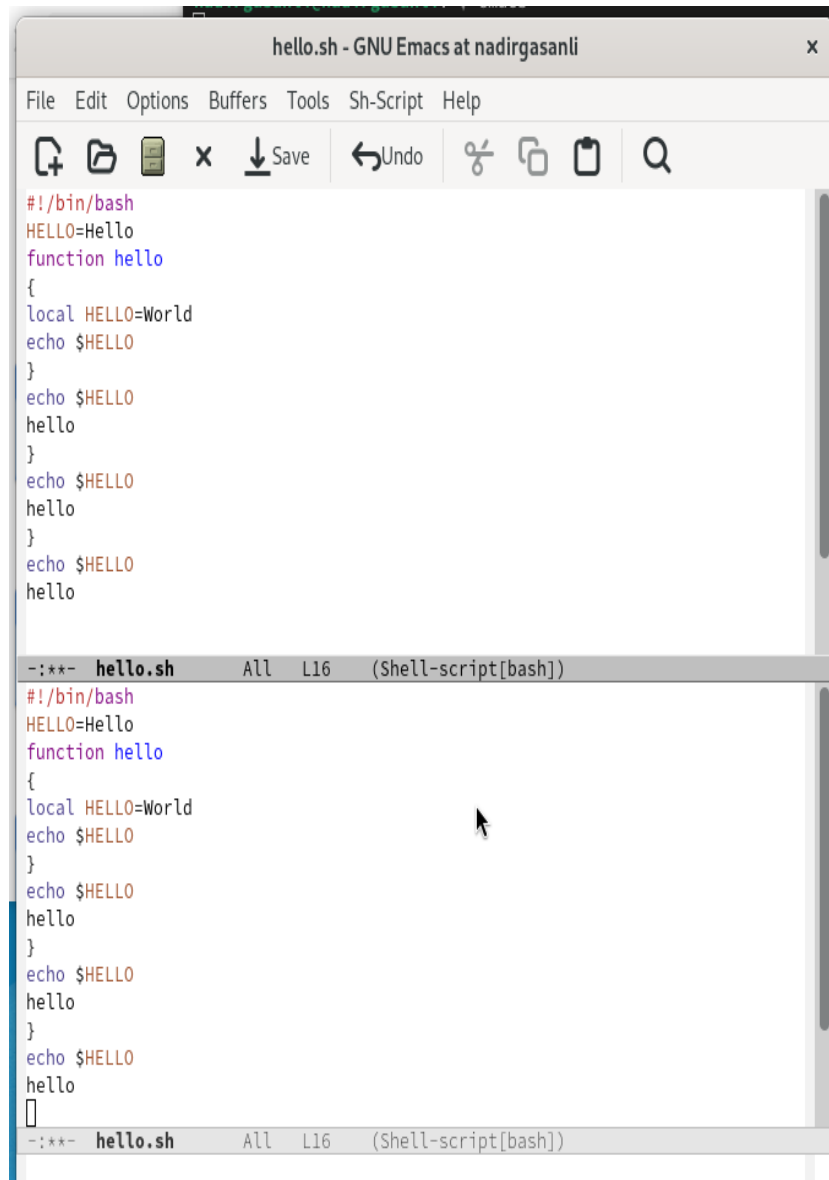 hello.sh - GNU Emacs at nadirgasanli
File Edit Options Buffers Tools Sh-Script Help
Save Undo
#!/bin/bash
HELLO=Hello
function hello
{
local HELLO=World
echo $HELLO
}
echo $HELLO
hello
}
echo $HELLO
hello
}
echo $HELLO
hello
-:**- hello.sh All L16 (Shell-script[bash])
#!/bin/bash
HELLO=Hello
function hello
{
local HELLO=World
echo $HELLO
}
echo $HELLO
hello
}
echo $HELLO
hello
}
echo $HELLO
hello
-:**- hello.sh All L16 (Shell-script[bash])